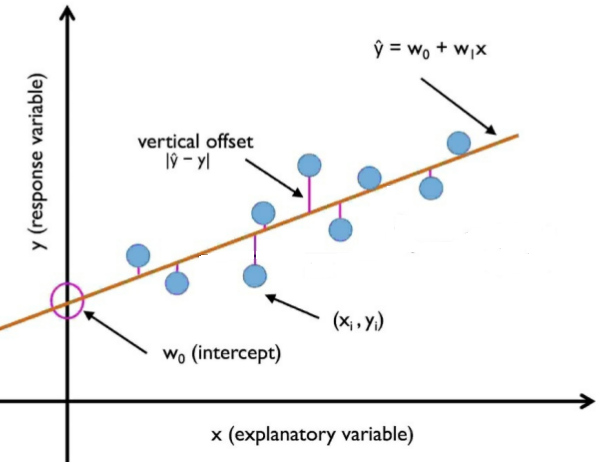 ŷ = w₀ + w₁x
vertical offset
|ŷ − y|
y (response variable)
(xᵢ , yᵢ)
w₀ (intercept)
x (explanatory variable)